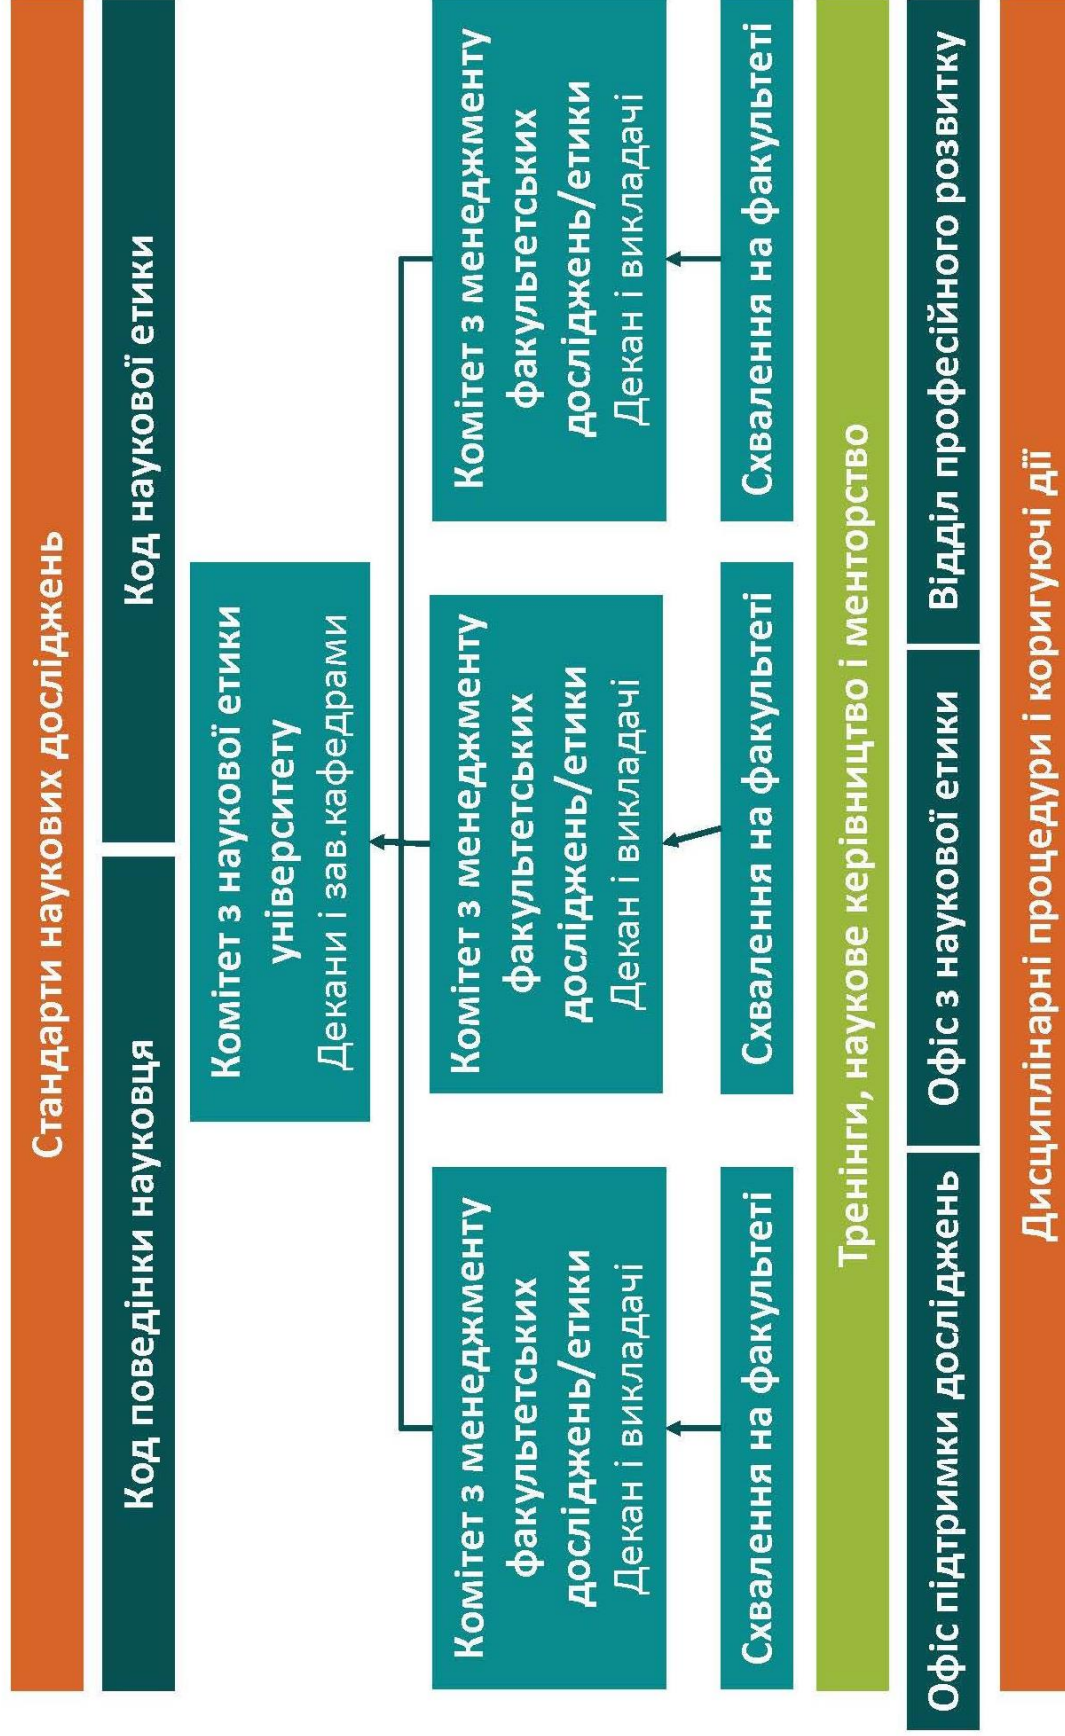 Стандарти наукових досліджень
Код поведінки науковця
Код наукової етики
Комітет з наукової етики
університету
Декани і зав.кафедрами
Комітет з менеджменту
факультетських
досліджень/етики
Декан і викладачі
Комітет з менеджменту
факультетських
досліджень/етики
Декан і викладачі
Комітет з менеджменту
факультетських
досліджень/етики
Декан і викладачі
Схвалення на факультеті
Схвалення на факультеті
Схвалення на факультеті
Тренінги, наукове керівництво і менторство
Офіс підтримки досліджень
Офіс з наукової етики
Відділ професійного розвитку
Дисциплінарні процедури і коригуючі дії